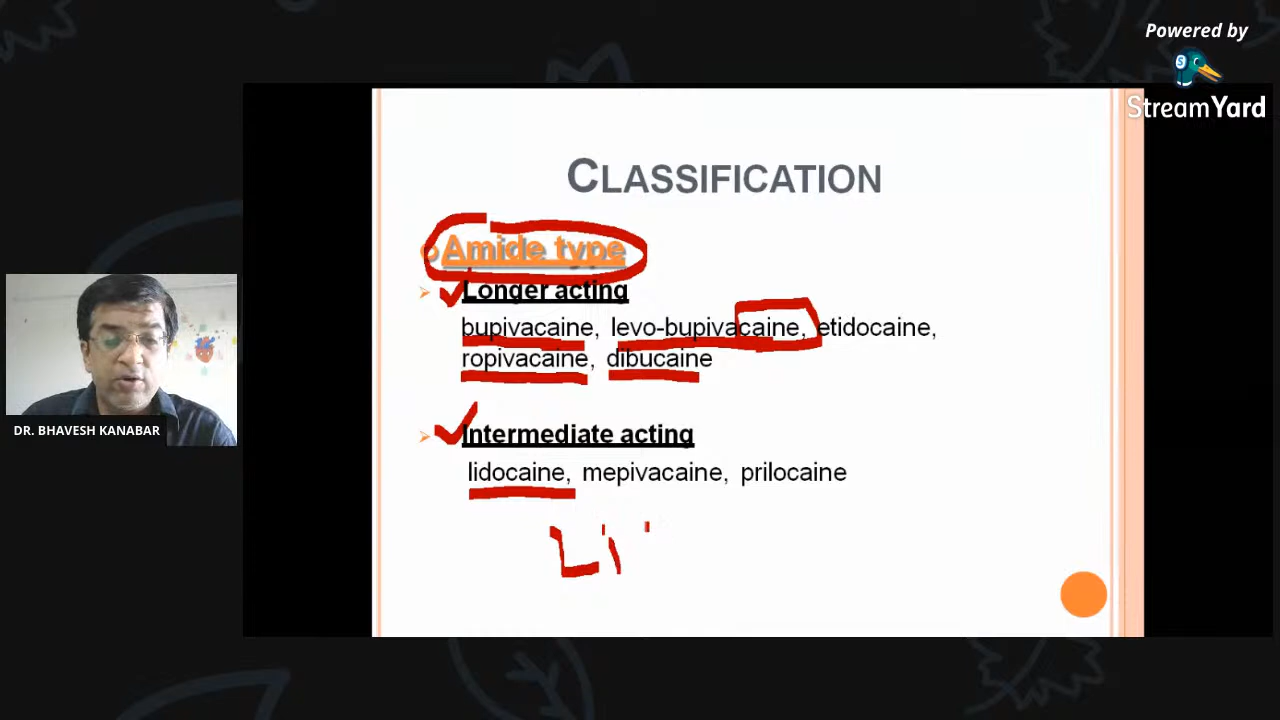 Powered by
StreamYard
CLASSIFICATION
Amide type
Longer acting
bupivacaine, levo-bupivacaine, etidocaine,
ropivacaine, dibucaine
DR. BHAVESH KANABAR
Intermediate acting
lidocaine, mepivacaine, prilocaine
Li